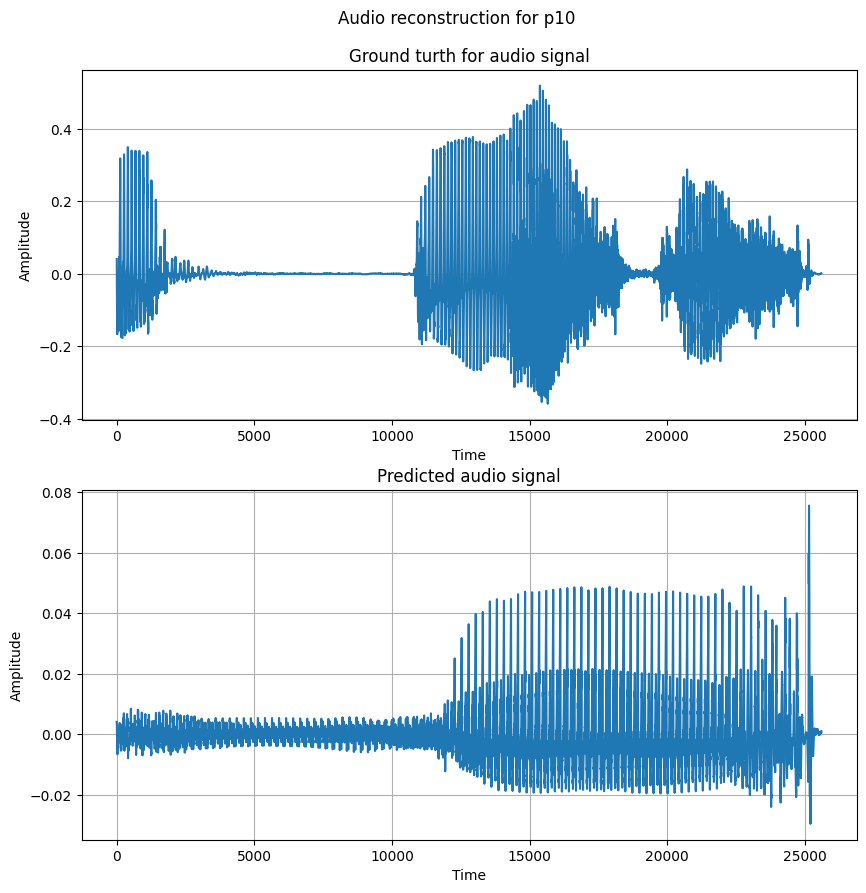 Audio reconstruction for p10
Ground turth for audio signal
0.4
0.2
0.0
−0.2
−0.4
Amplitude
0 5000 10000 15000 20000 25000
Time
Predicted audio signal
0.08
0.06
0.04
0.02
0.00
−0.02
Amplitude
0 5000 10000 15000 20000 25000
Time